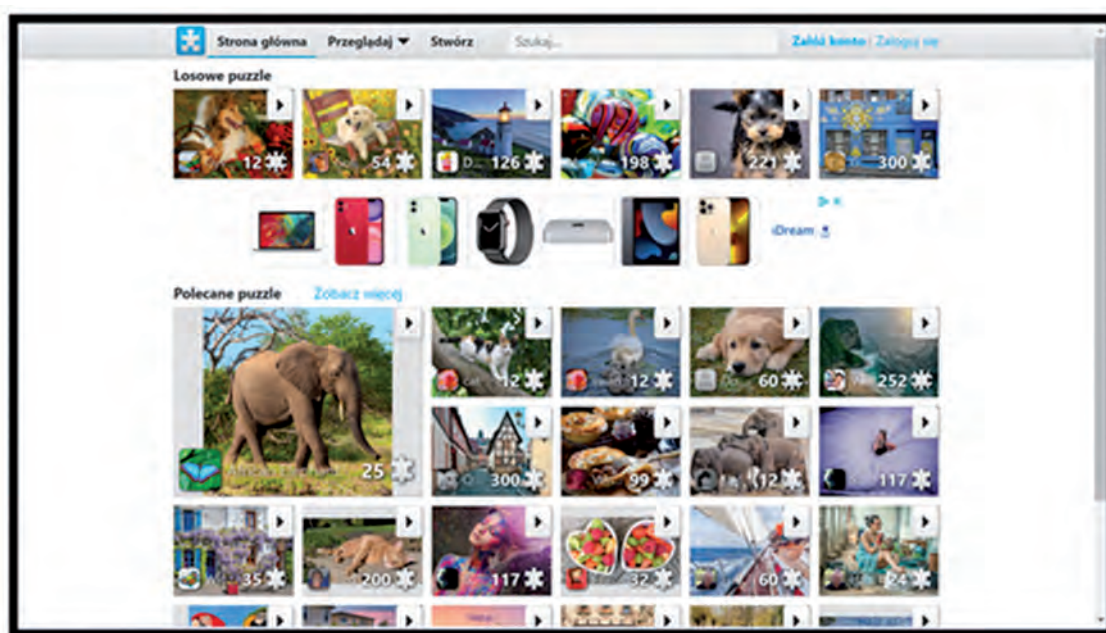 Strona główna Przeglądaj Stwórz Szukaj... Załóż konto | Zaloguj się
Losowe puzzle
12 54 D... 126 198 221 300
iDream
Polecane puzzle Zobacz więcej
12 12 60 252
25 300 99 12 117
35 200 117 32 60 24